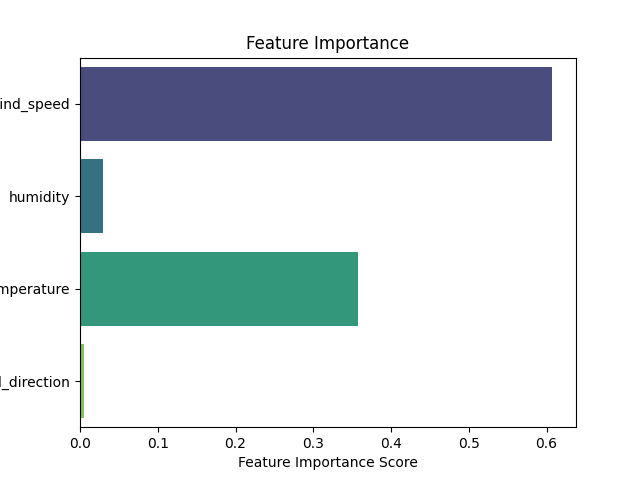 Feature Importance
ind_speed
humidity
mperature
_direction
0.0 0.1 0.2 0.3 0.4 0.5 0.6
Feature Importance Score